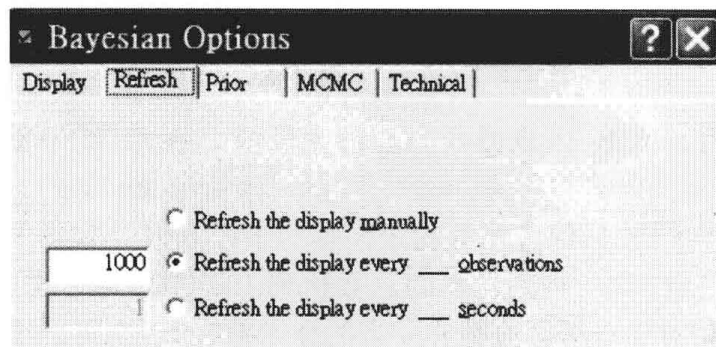 Bayesian Options
Display Refresh Prior MCMC Technical
Refresh the display manually
1000 Refresh the display every ___ observations
1 Refresh the display every ___ seconds